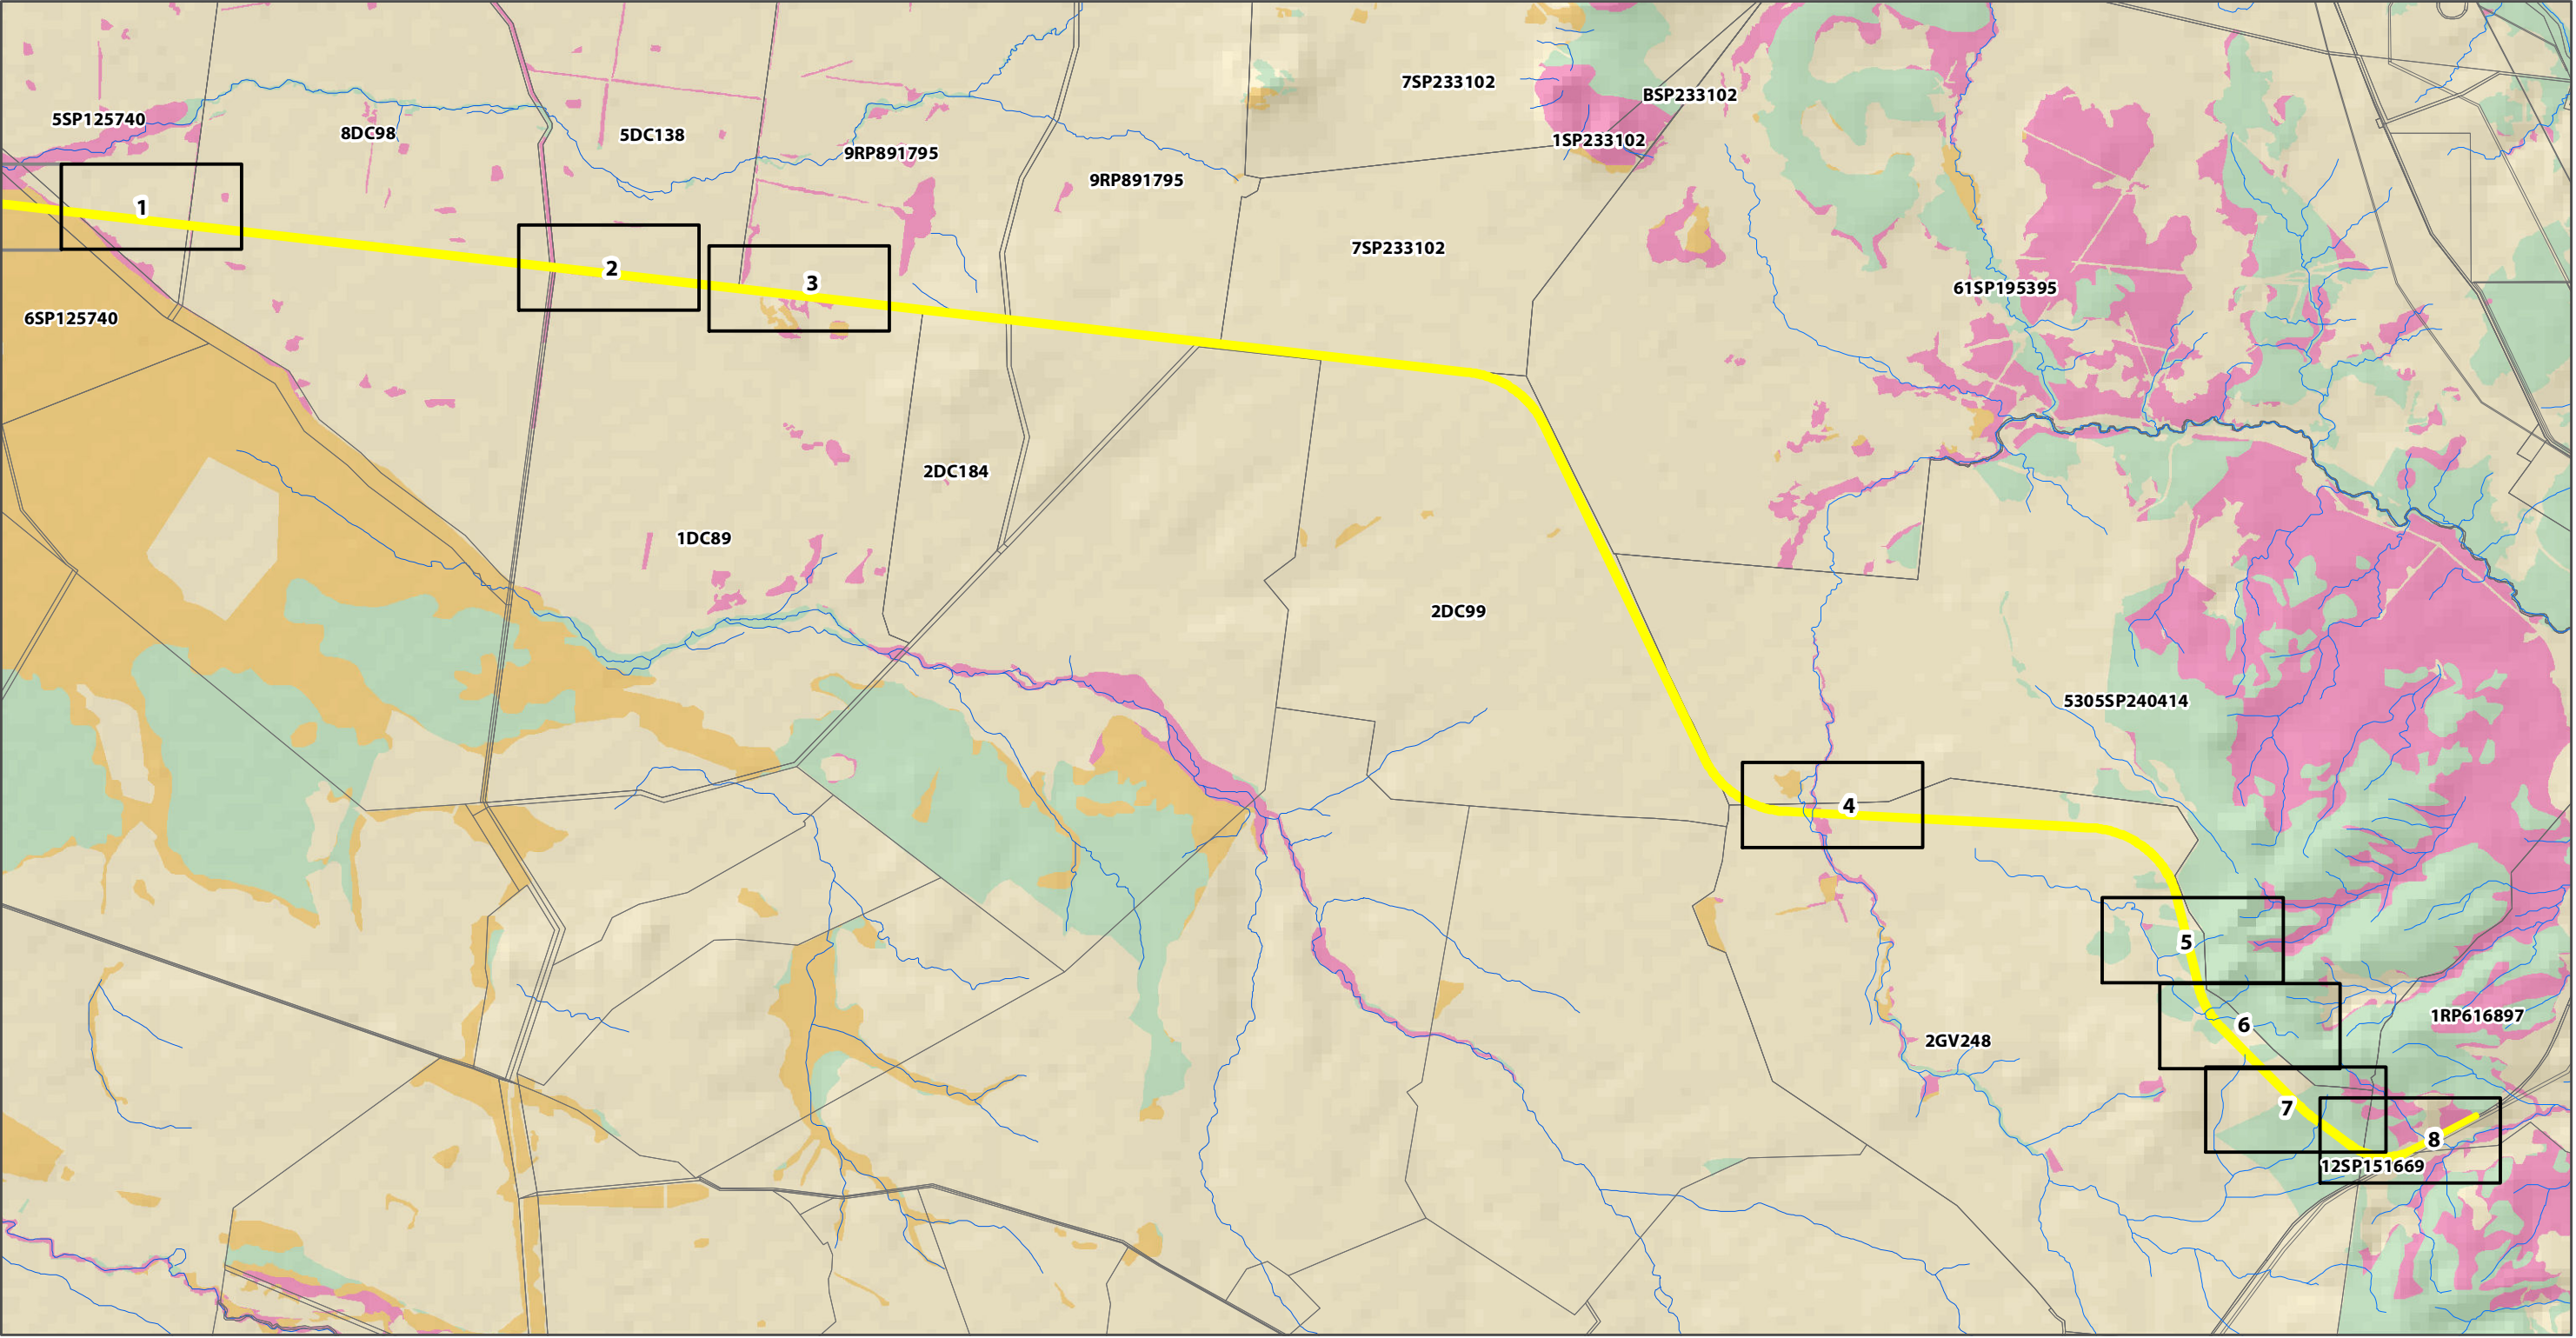 7SP233102
BSP233102
5SP125740
8DC98
5DC138
1SP233102
9RP891795
9RP891795
1
7SP233102
2
3
61SP195395
6SP125740
2DC184
1DC89
2DC99
5305SP240414
4
5
1RP616897
6
2GV248
7
8
12SP151669